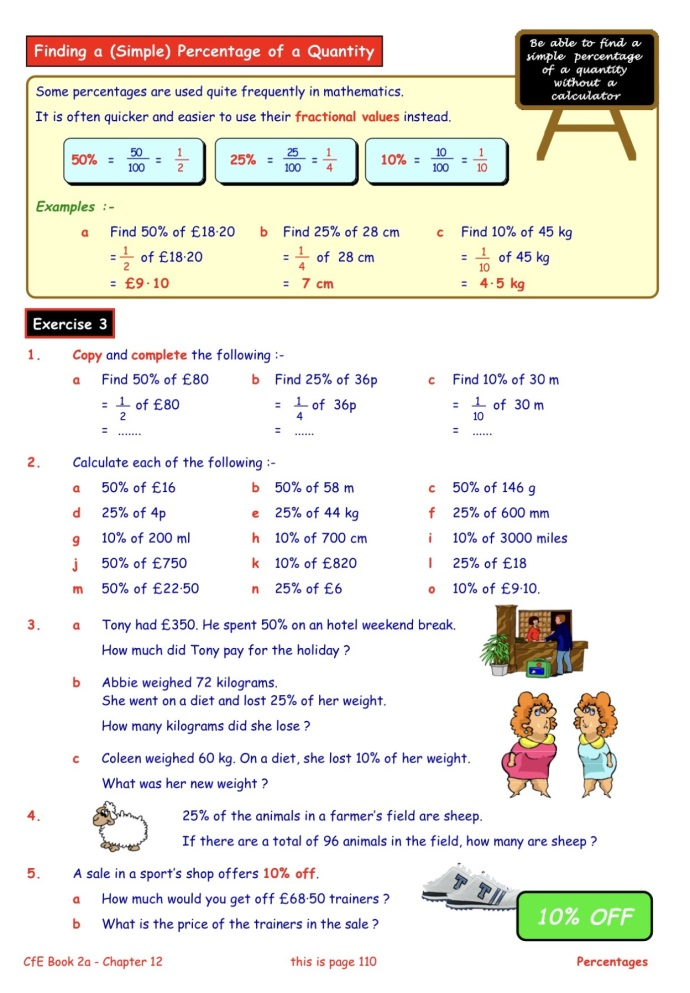 Finding a (Simple) Percentage of a Quantity
Be able to find a
simple percentage
of a quantity
without a
calculator
Some percentages are used quite frequently in mathematics.
It is often quicker and easier to use their fractional values instead.
50% = 50/100 = 1/2 25% = 25/100 = 1/4 10% = 10/100 = 1/10
Examples :-
a Find 50% of £18·20 b Find 25% of 28 cm c Find 10% of 45 kg
= 1/2 of £18·20 = 1/4 of 28 cm = 1/10 of 45 kg
= £9·10 = 7 cm = 4·5 kg
Exercise 3
1. Copy and complete the following :-
a Find 50% of £80 b Find 25% of 36p c Find 10% of 30 m
= 1/2 of £80 = 1/4 of 36p = 1/10 of 30 m
= ....... = ...... = ......
2. Calculate each of the following :-
a 50% of £16 b 50% of 58 m c 50% of 146 g
d 25% of 4p e 25% of 44 kg f 25% of 600 mm
g 10% of 200 ml h 10% of 700 cm i 10% of 3000 miles
j 50% of £750 k 10% of £820 l 25% of £18
m 50% of £22·50 n 25% of £6 o 10% of £9·10.
3. a Tony had £350. He spent 50% on an hotel weekend break.
How much did Tony pay for the holiday ?
b Abbie weighed 72 kilograms.
She went on a diet and lost 25% of her weight.
How many kilograms did she lose ?
c Coleen weighed 60 kg. On a diet, she lost 10% of her weight.
What was her new weight ?
4. 25% of the animals in a farmer's field are sheep.
If there are a total of 96 animals in the field, how many are sheep ?
5. A sale in a sport's shop offers 10% off.
a How much would you get off £68·50 trainers ?
b What is the price of the trainers in the sale ?
T T
10% OFF
CfE Book 2a - Chapter 12 this is page 110 Percentages